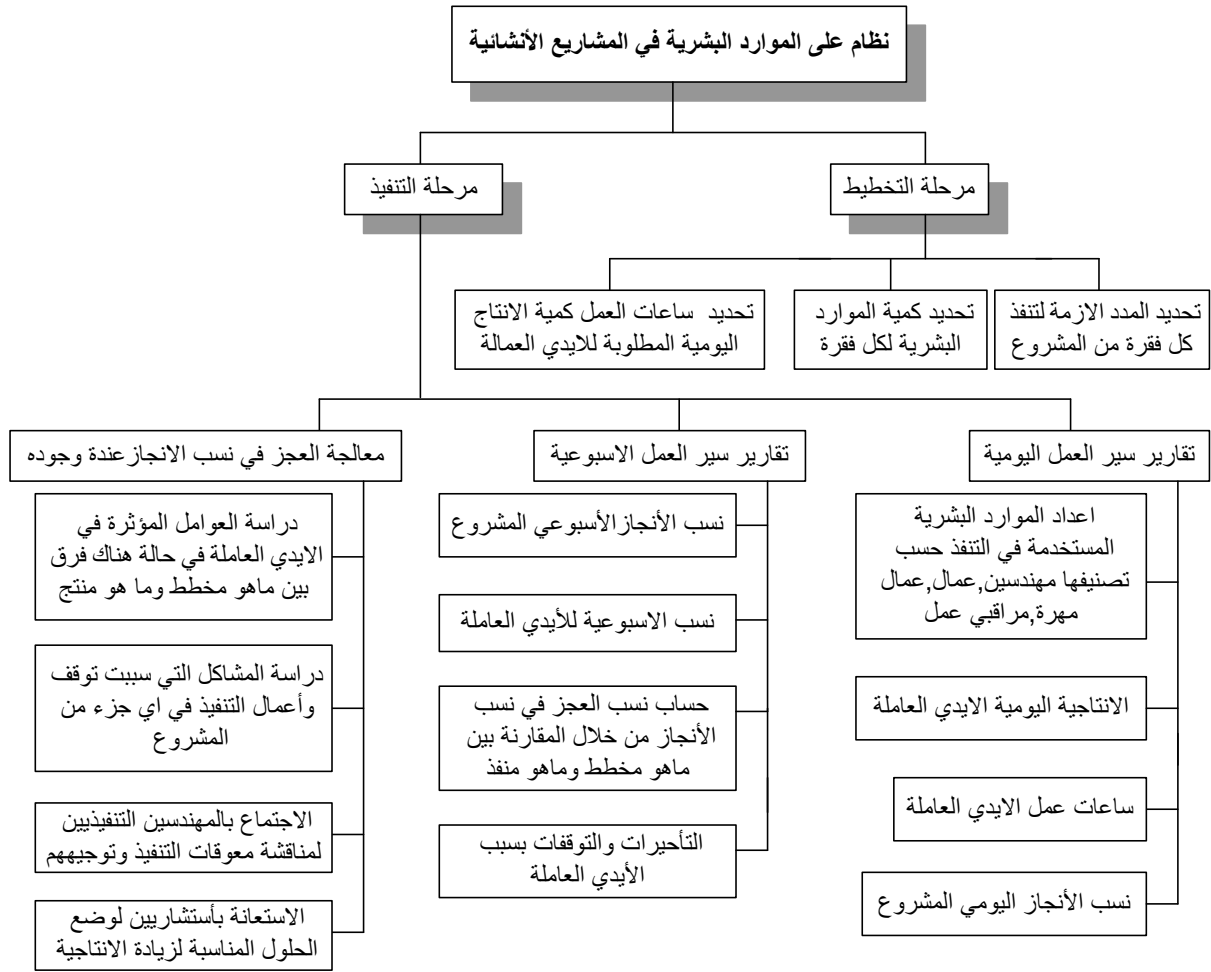 نظام على الموارد البشرية في المشاريع الأنشائية
مرحلة التخطيط
مرحلة التنفيذ
تحديد المدد الازمة لتنفذ
كل فقرة من المشروع
تحديد كمية الموارد
البشرية لكل فقرة
تحديد ساعات العمل كمية الانتاج
اليومية المطلوبة للايدي العمالة
تقارير سير العمل اليومية
تقارير سير العمل الاسبوعية
معالجة العجز في نسب الانجازعندة وجوده
اعداد الموارد البشرية
المستخدمة في التنفذ حسب
تصنيفها مهندسين,عمال,عمال
مهرة,مراقبي عمل
الانتاجية اليومية الايدي العاملة
ساعات عمل الايدي العاملة
نسب الأنجاز اليومي المشروع
نسب الأنجازالأسبوعي المشروع
نسب الاسبوعية للأيدي العاملة
حساب نسب العجز في نسب
الأنجاز من خلال المقارنة بين
ماهو مخطط وماهو منفذ
التأحيرات والتوقفات بسبب
الأيدي العاملة
دراسة العوامل المؤثرة في
الايدي العاملة في حالة هناك فرق
بين ماهو مخطط وما هو منتج
دراسة المشاكل التي سببت توقف
وأعمال التنفيذ في اي جزء من
المشروع
الاجتماع بالمهندسين التنفيذيين
لمناقشة معوقات التنفيذ وتوجيههم
الاستعانة بأستشاريين لوضع
الحلول المناسبة لزيادة الانتاجية